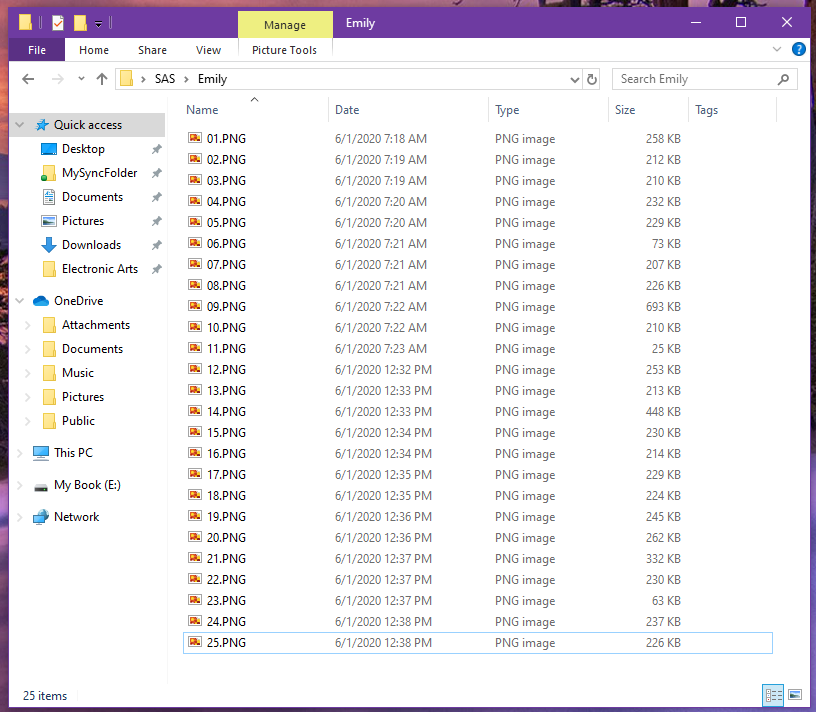 Manage
Emily
File
Home
Share
View
Picture Tools
SAS
Emily
Search Emily
Name
Date
Type
Size
Tags
Quick access
Desktop
MySyncFolder
Documents
Pictures
Downloads
Electronic Arts
OneDrive
Attachments
Documents
Music
Pictures
Public
This PC
My Book (E:)
Network
01.PNG 6/1/2020 7:18 AM PNG image 258 KB
02.PNG 6/1/2020 7:19 AM PNG image 212 KB
03.PNG 6/1/2020 7:19 AM PNG image 210 KB
04.PNG 6/1/2020 7:20 AM PNG image 232 KB
05.PNG 6/1/2020 7:20 AM PNG image 229 KB
06.PNG 6/1/2020 7:21 AM PNG image 73 KB
07.PNG 6/1/2020 7:21 AM PNG image 207 KB
08.PNG 6/1/2020 7:21 AM PNG image 226 KB
09.PNG 6/1/2020 7:22 AM PNG image 693 KB
10.PNG 6/1/2020 7:22 AM PNG image 210 KB
11.PNG 6/1/2020 7:23 AM PNG image 25 KB
12.PNG 6/1/2020 12:32 PM PNG image 253 KB
13.PNG 6/1/2020 12:33 PM PNG image 213 KB
14.PNG 6/1/2020 12:33 PM PNG image 448 KB
15.PNG 6/1/2020 12:34 PM PNG image 230 KB
16.PNG 6/1/2020 12:34 PM PNG image 214 KB
17.PNG 6/1/2020 12:35 PM PNG image 229 KB
18.PNG 6/1/2020 12:35 PM PNG image 224 KB
19.PNG 6/1/2020 12:36 PM PNG image 245 KB
20.PNG 6/1/2020 12:36 PM PNG image 262 KB
21.PNG 6/1/2020 12:37 PM PNG image 332 KB
22.PNG 6/1/2020 12:37 PM PNG image 230 KB
23.PNG 6/1/2020 12:37 PM PNG image 63 KB
24.PNG 6/1/2020 12:38 PM PNG image 237 KB
25.PNG 6/1/2020 12:38 PM PNG image 226 KB
25 items